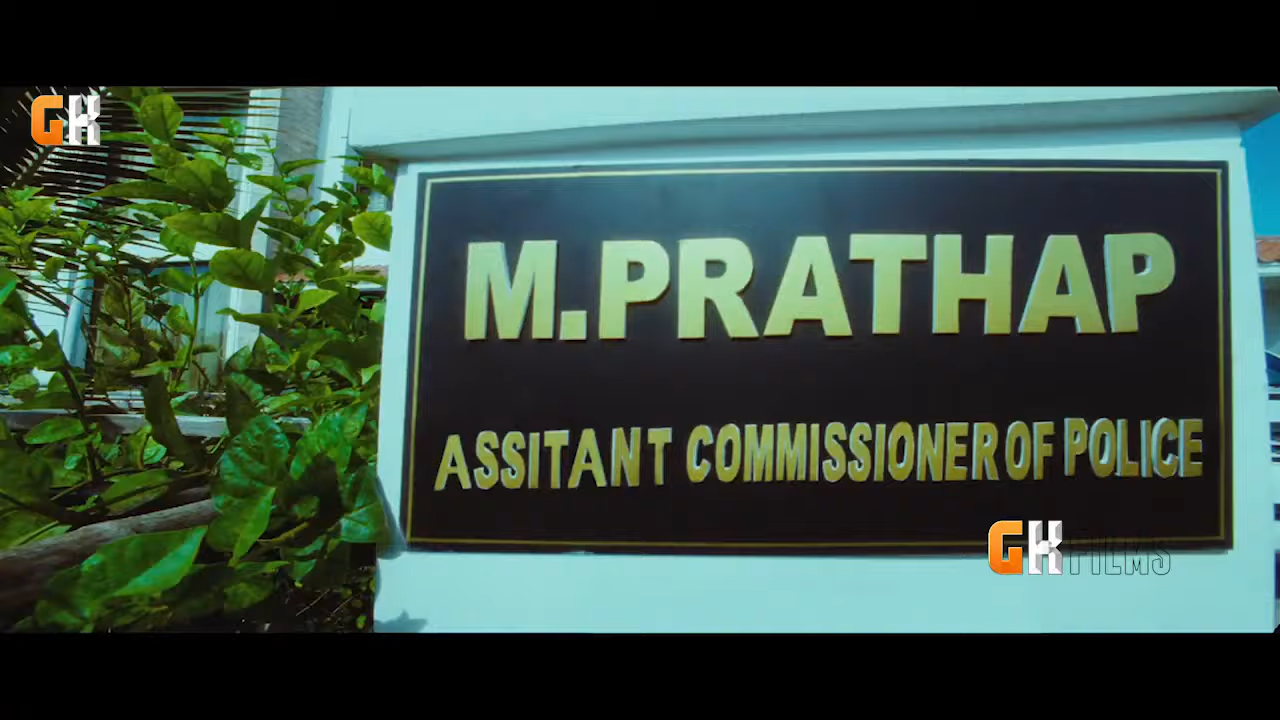 GK
M.PRATHAP
ASSITANT COMMISSIONER OF POLICE
GK FILMS